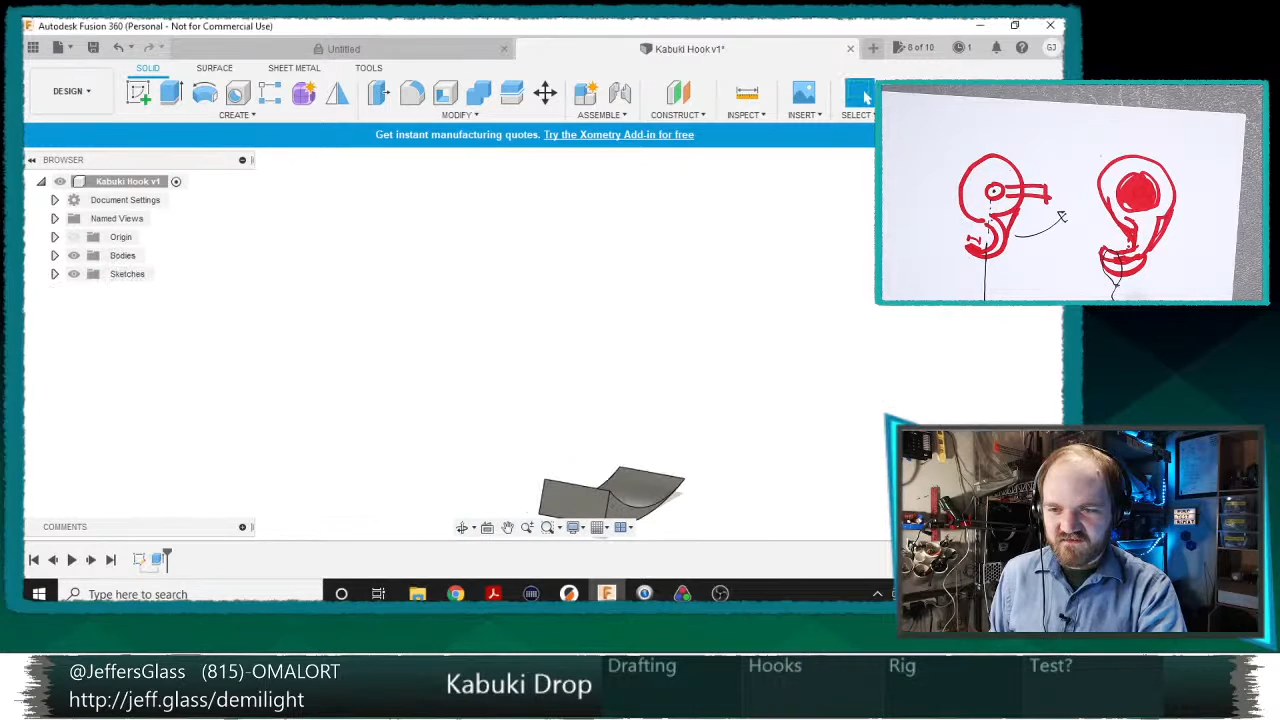 Autodesk Fusion 360 (Personal - Not for Commercial Use)
Untitled
Kabuki Hook v1*
8 of 10
1
GJ
SOLID
SURFACE
SHEET METAL
TOOLS
DESIGN
CREATE
MODIFY
ASSEMBLE
CONSTRUCT
INSPECT
INSERT
SELECT
Get instant manufacturing quotes. Try the Xometry Add-in for free
BROWSER
Kabuki Hook v1
Document Settings
Named Views
Origin
Bodies
Sketches
COMMENTS
Type here to search
@JeffersGlass (815)-OMALORT
http://jeff.glass/demilight
Kabuki Drop
Drafting
Hooks
Rig
Test?